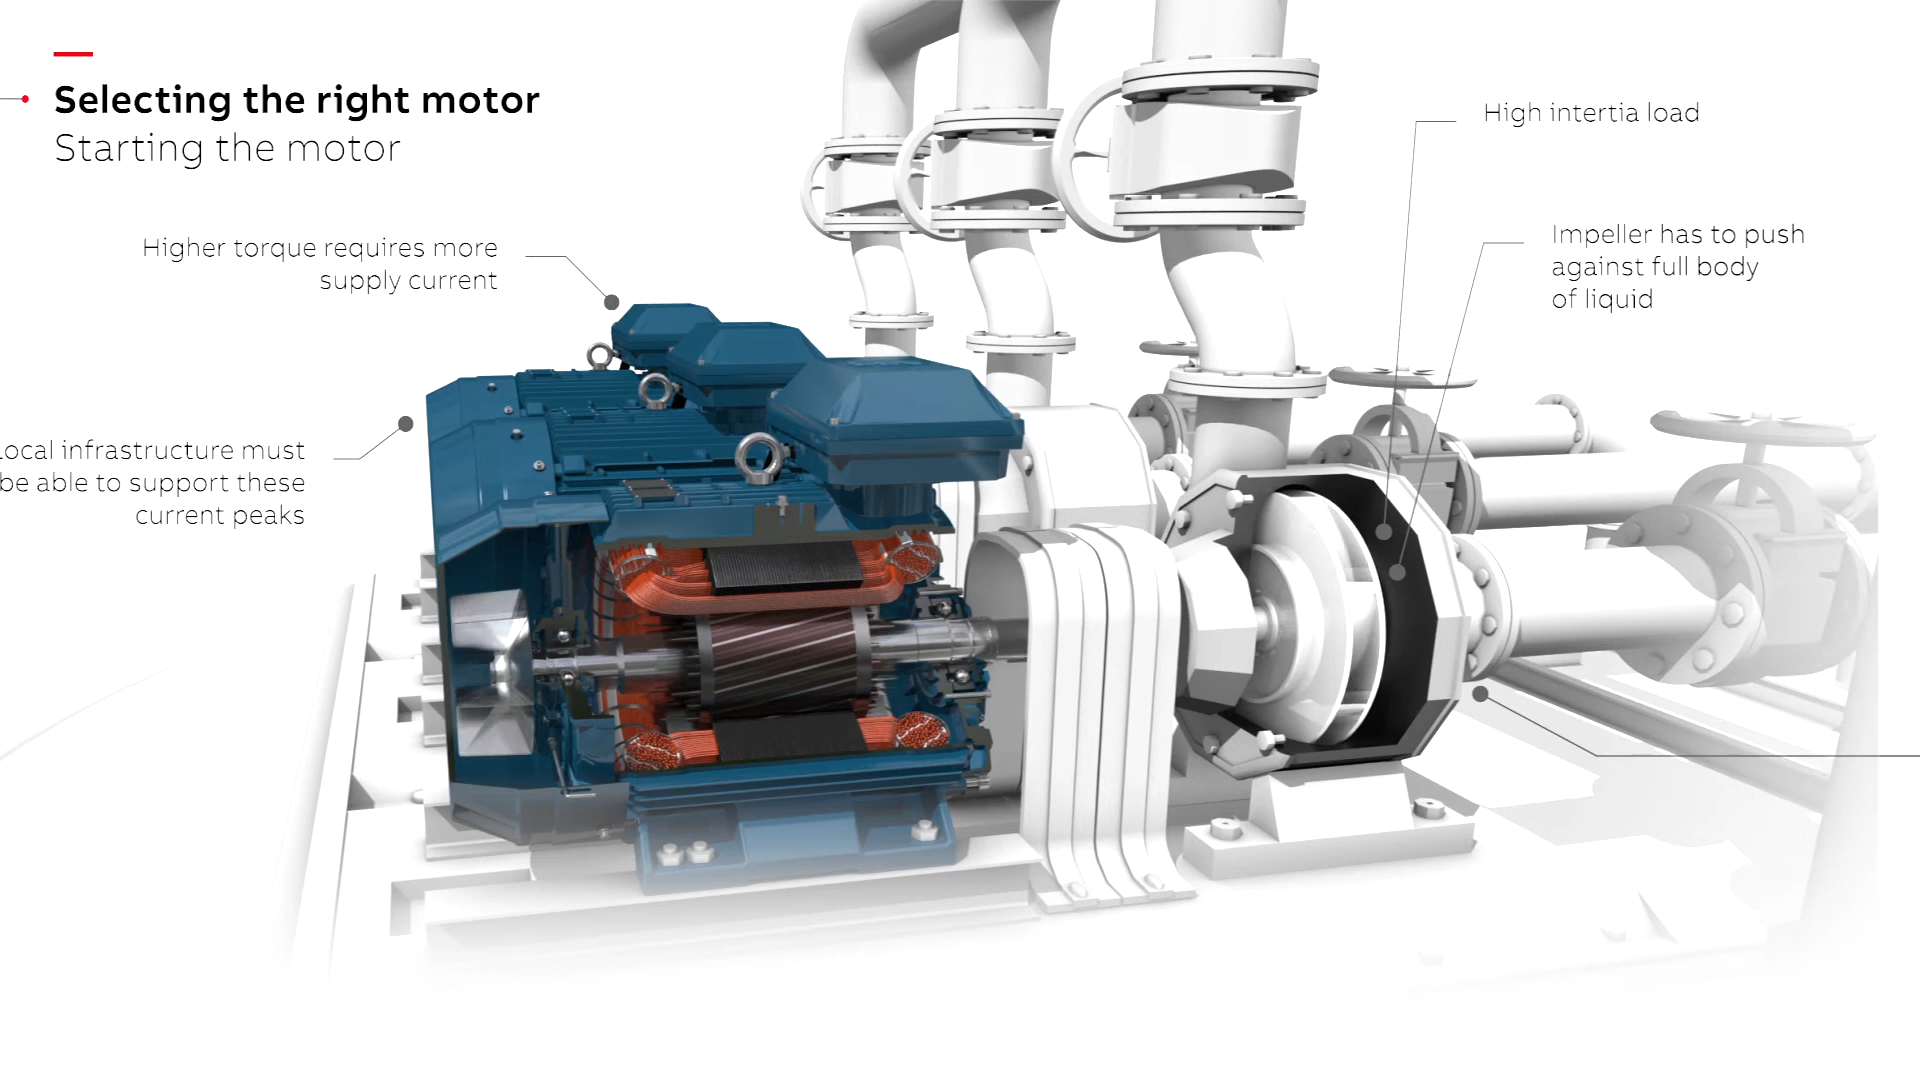 Selecting the right motor
Starting the motor
Higher torque requires more
supply current
Local infrastructure must
be able to support these
current peaks
High intertia load
Impeller has to push
against full body
of liquid